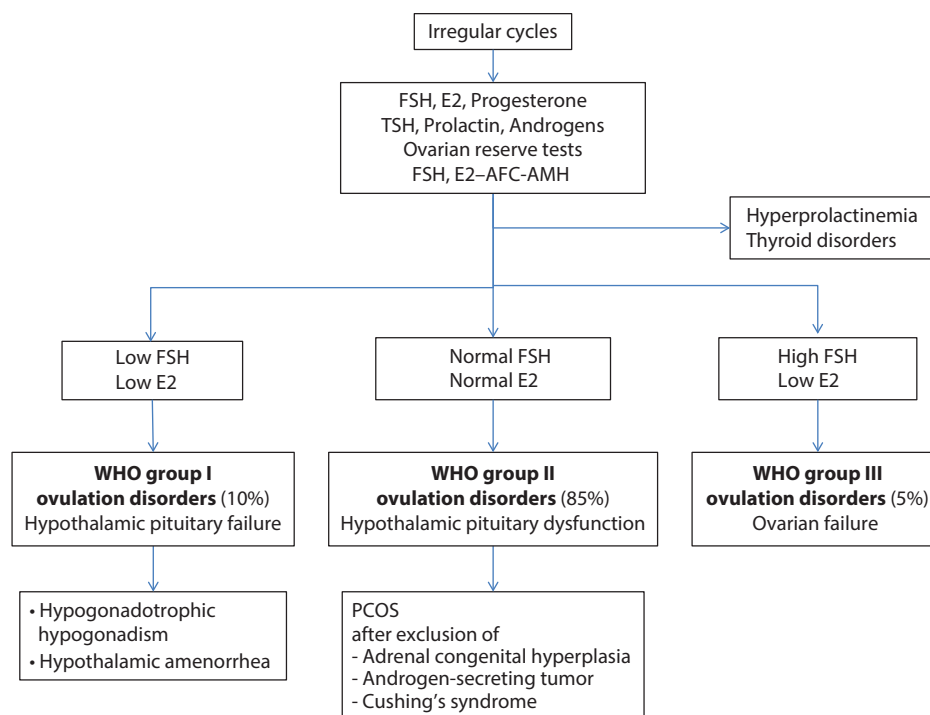 Irregular cycles
FSH, E2, Progesterone
TSH, Prolactin, Androgens
Ovarian reserve tests
FSH, E2–AFC-AMH
Hyperprolactinemia
Thyroid disorders
Low FSH
Low E2
Normal FSH
Normal E2
High FSH
Low E2
WHO group I
ovulation disorders (10%)
Hypothalamic pituitary failure
WHO group II
ovulation disorders (85%)
Hypothalamic pituitary dysfunction
WHO group III
ovulation disorders (5%)
Ovarian failure
• Hypogonadotrophic
hypogonadism
• Hypothalamic amenorrhea
PCOS
after exclusion of
- Adrenal congenital hyperplasia
- Androgen-secreting tumor
- Cushing's syndrome